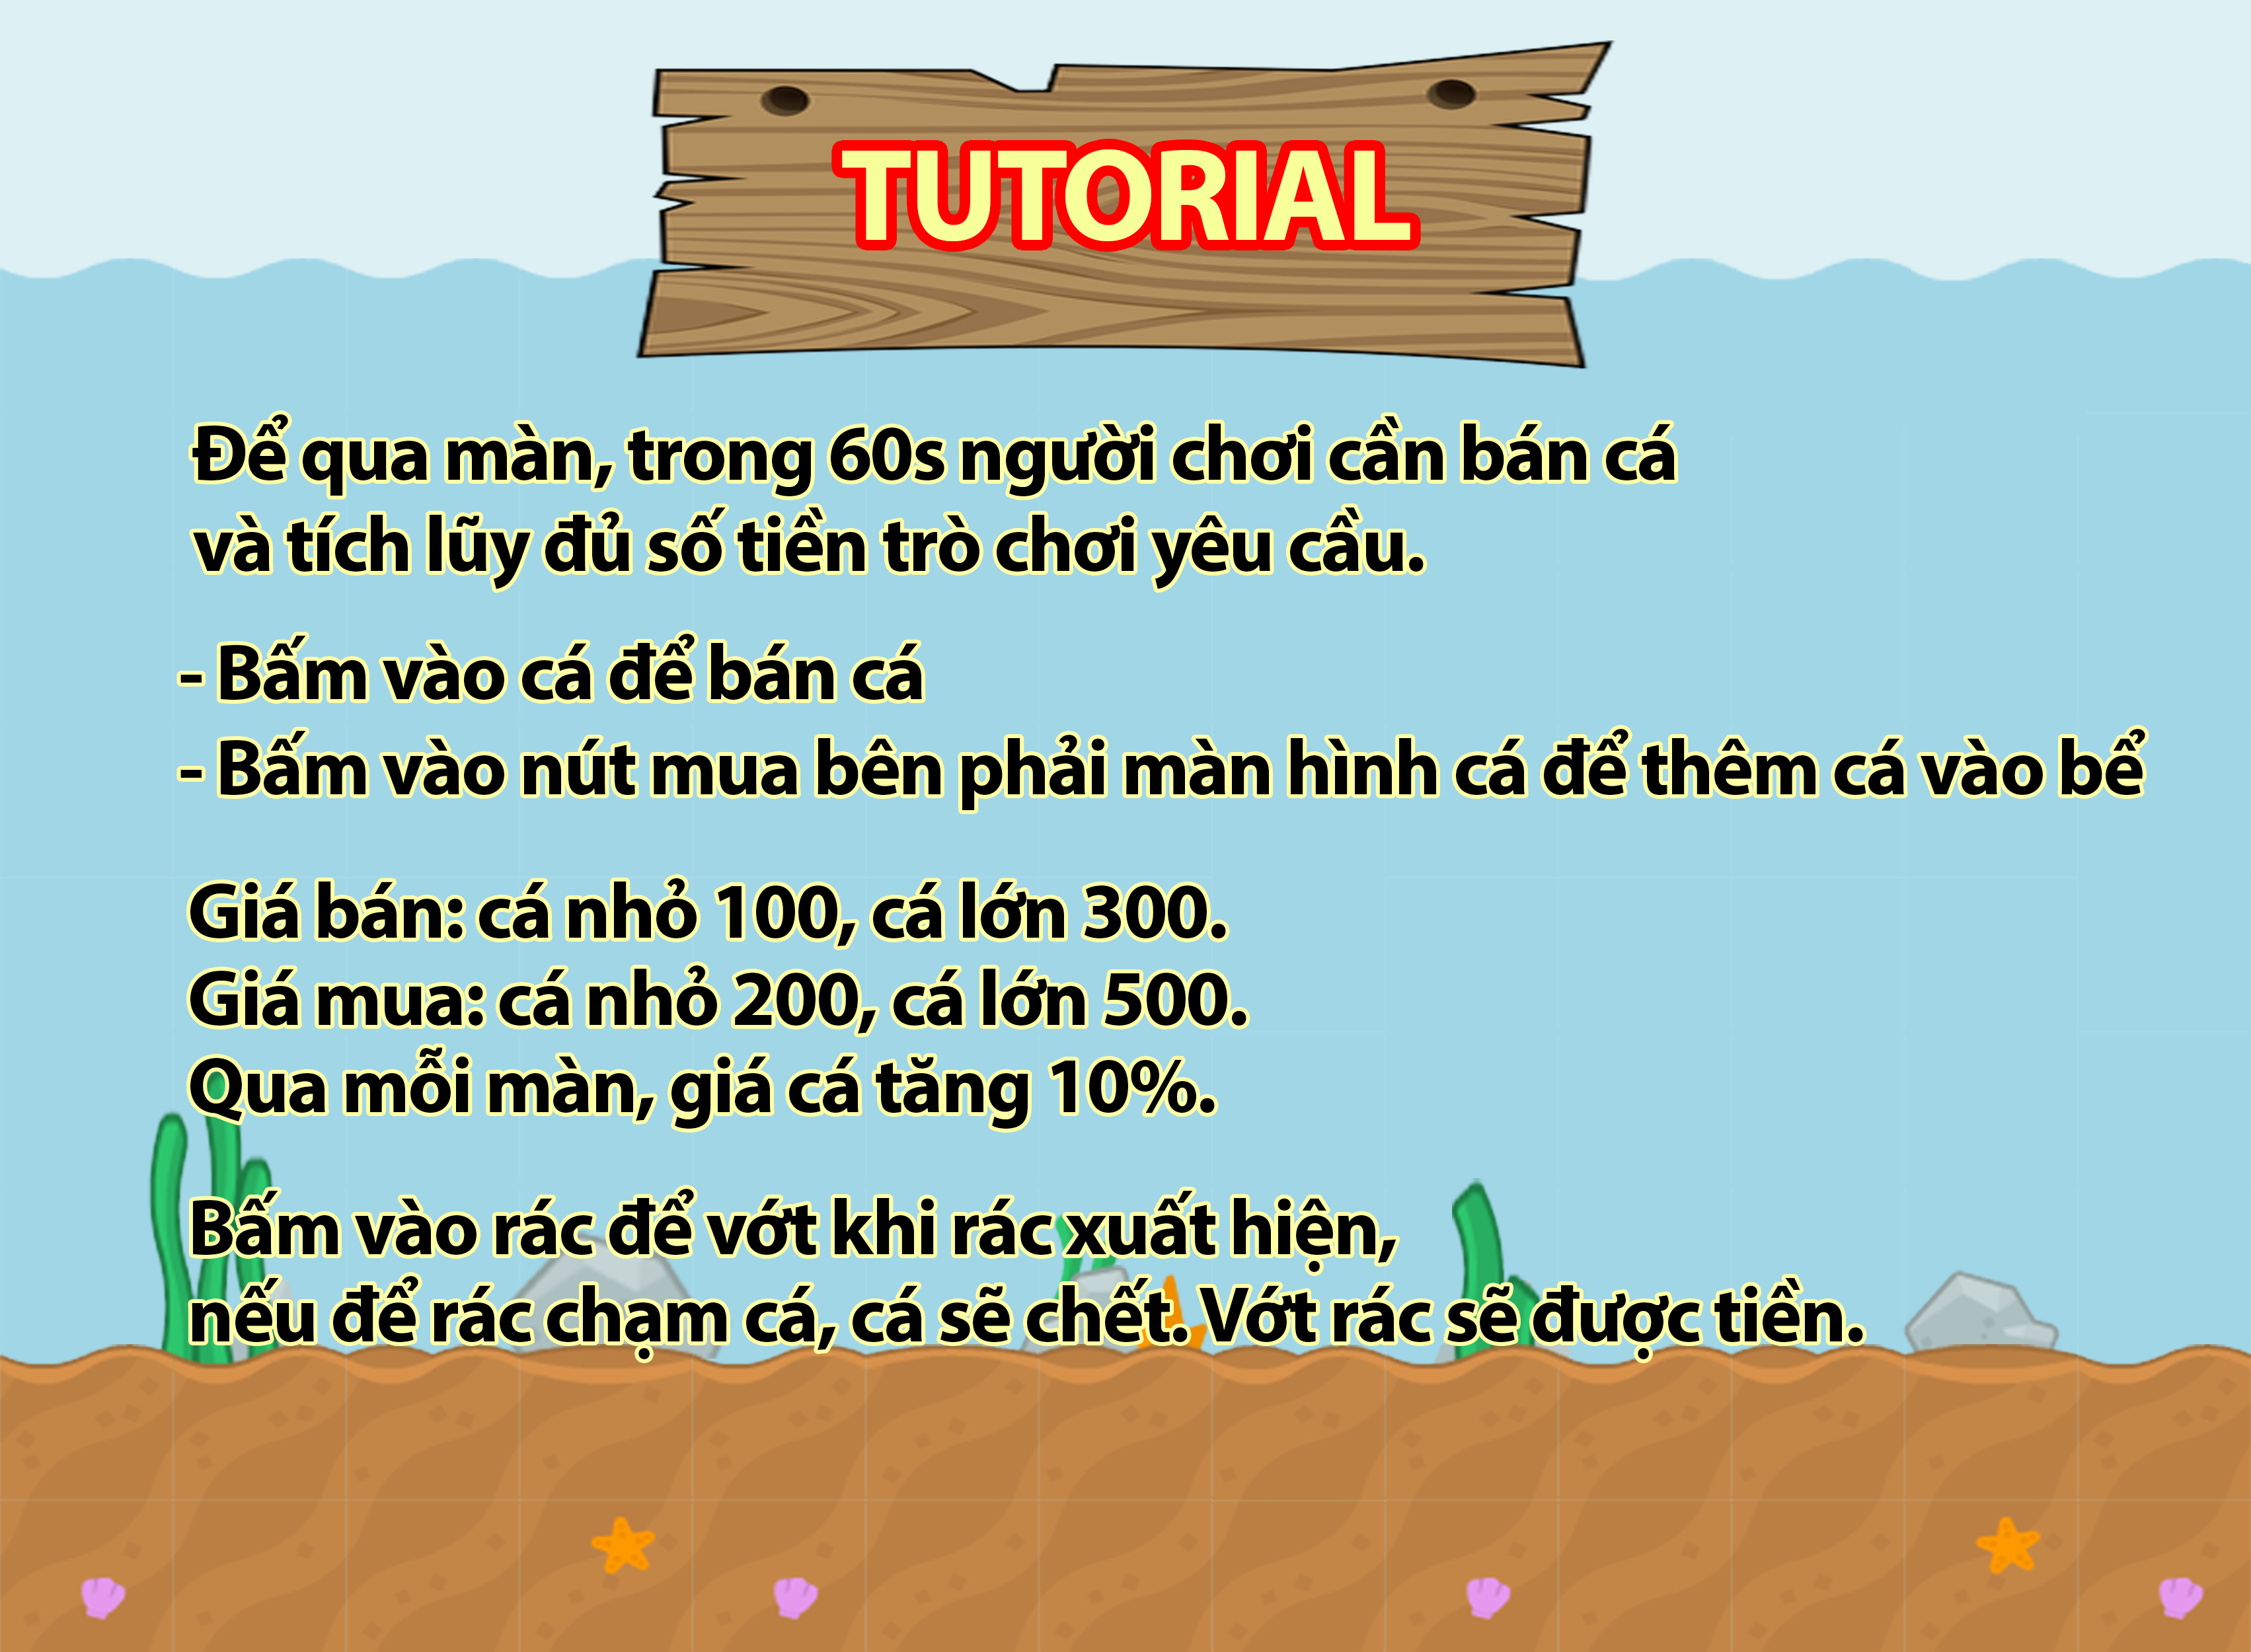 TUTORIAL
Để qua màn, trong 60s người chơi cần bán cá
và tích lũy đủ số tiền trò chơi yêu cầu.
- Bấm vào cá để bán cá
- Bấm vào nút mua bên phải màn hình cá để thêm cá vào bể
Giá bán: cá nhỏ 100, cá lớn 300.
Giá mua: cá nhỏ 200, cá lớn 500.
Qua mỗi màn, giá cá tăng 10%.
Bấm vào rác để vớt khi rác xuất hiện,
nếu để rác chạm cá, cá sẽ chết. Vớt rác sẽ được tiền.